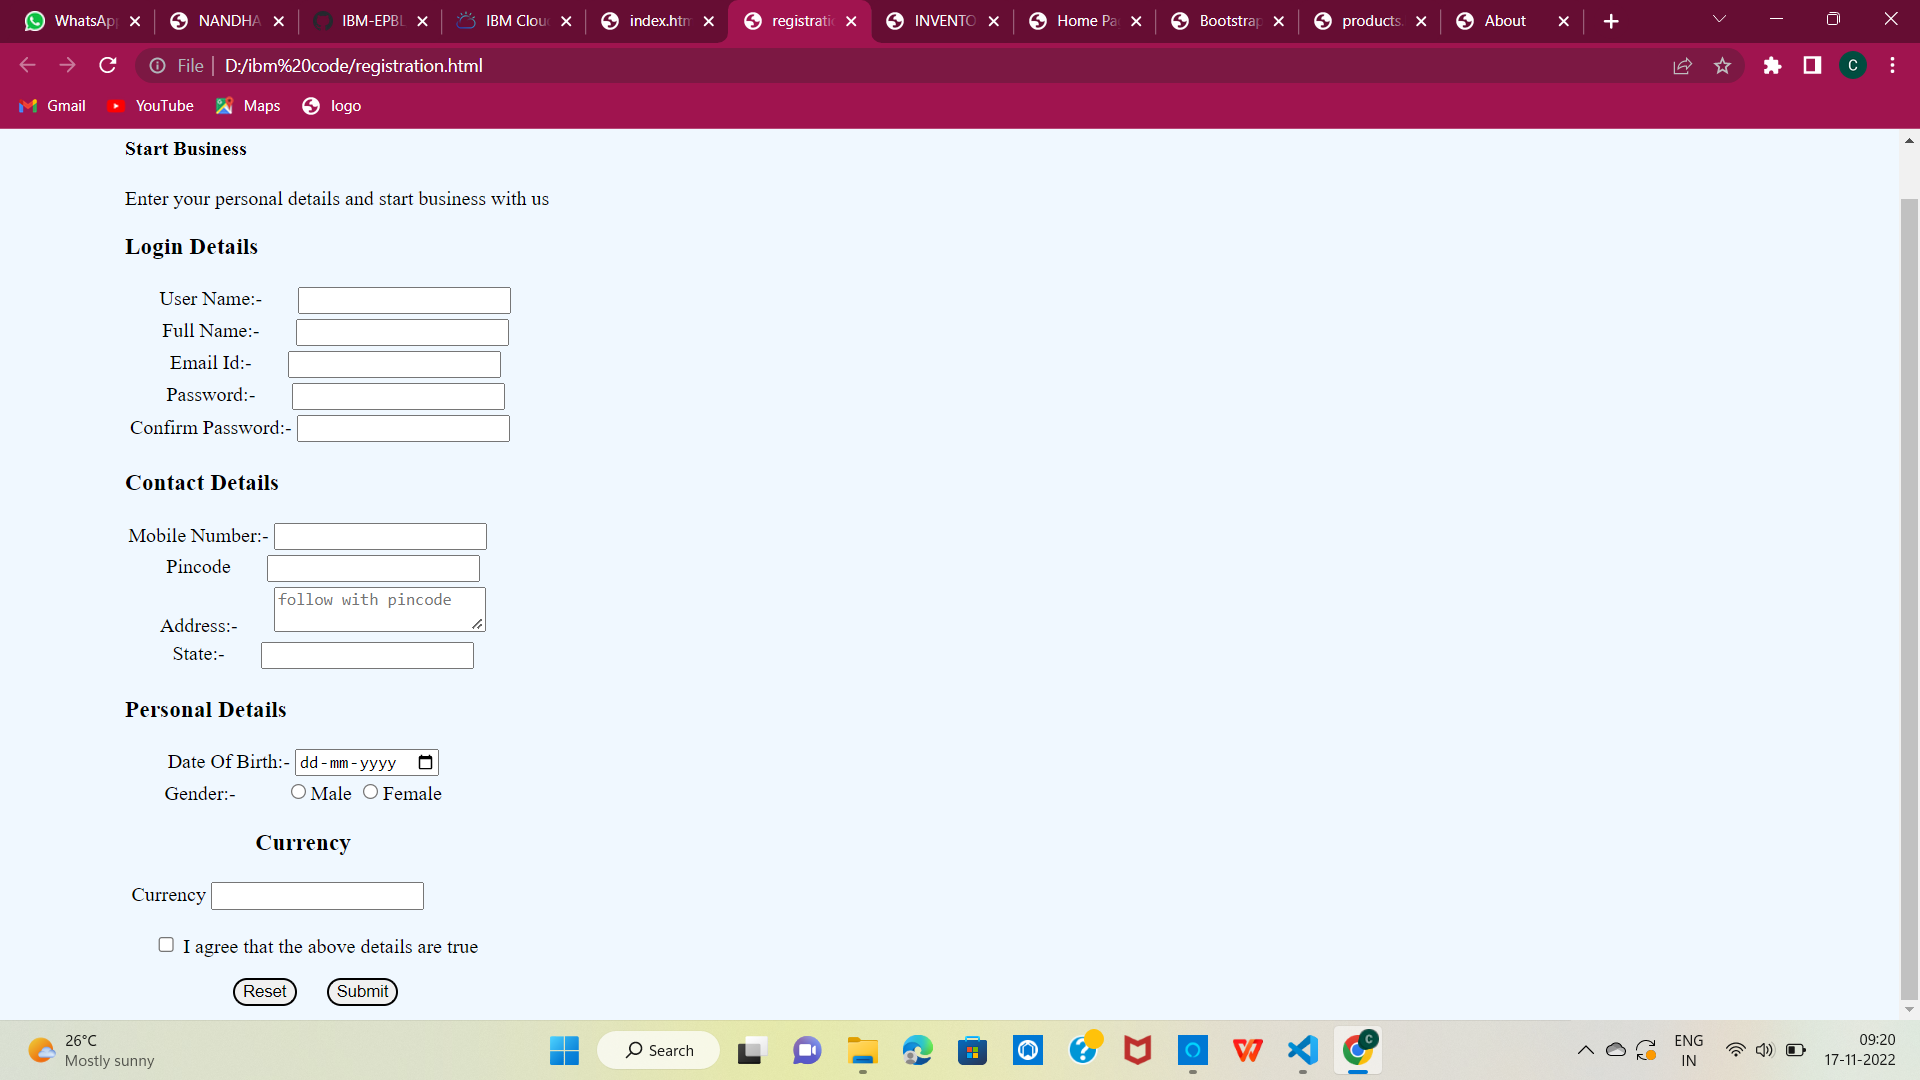 WhatsApp NANDHA IBM-EPBL IBM Cloud index.htm registratio INVENTO Home Pa Bootstrap products. About
File D:/ibm%20code/registration.html C
Gmail YouTube Maps logo
Start Business
Enter your personal details and start business with us
Login Details
User Name:-
Full Name:-
Email Id:-
Password:-
Confirm Password:-
Contact Details
Mobile Number:-
Pincode
follow with pincode
Address:-
State:-
Personal Details
Date Of Birth:- dd-mm-yyyy
Gender:- Male Female
Currency
Currency
I agree that the above details are true
Reset Submit
26°C
Mostly sunny
Search
C
ENG
IN
09:20
17-11-2022